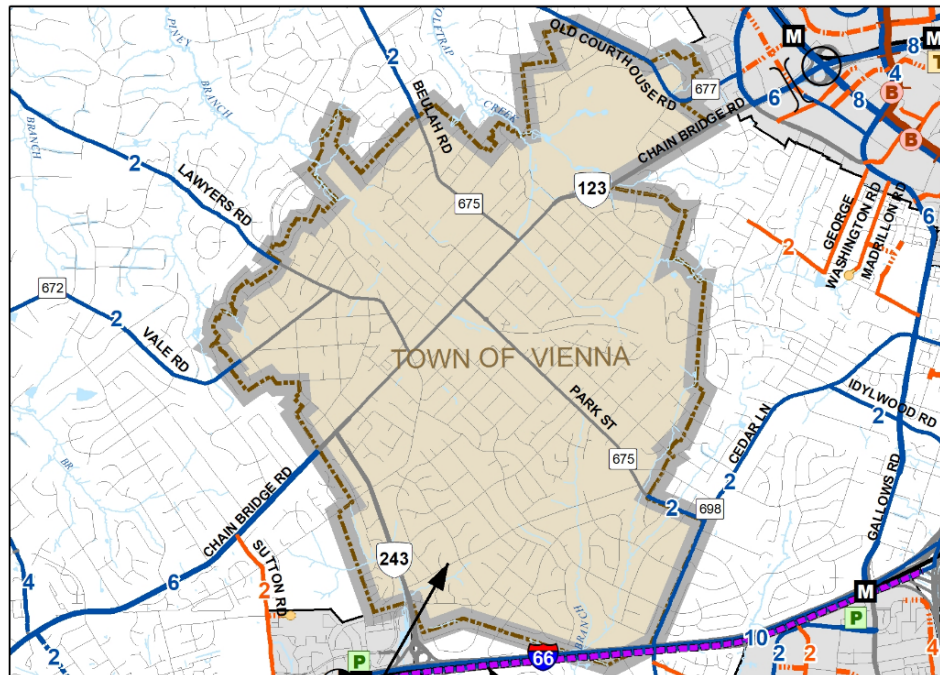 PINEY
BRANCH
BRANCH
CREEK
2
BEULAH RD
OLD COURTHOUSE RD
677
M
M
8
T
4
B
8
B
6
CHAIN BRIDGE RD
2
LAWYERS RD
675
123
6
2
GEORGE
WASHINGTON RD
MADRILLON RD
672
2
VALE RD
TOWN OF VIENNA
PARK ST
675
CEDAR LN
2
IDYLWOOD RD
2
698
2
GALLOWS RD
BR
CHAIN BRIDGE RD
6
SUTTON RD
2
243
4
2
BRANCH
M
P
P
66
10
2
2
4